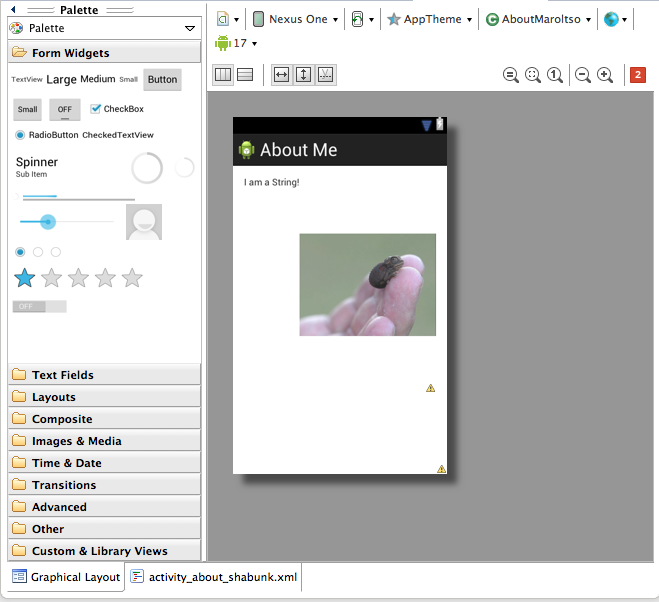 Palette
Nexus One
AppTheme
AboutMaroItso
Palette
17
Form Widgets
TextView Large Medium Small Button
2
Small OFF CheckBox
RadioButton CheckedTextView
About Me
Spinner
Sub Item
I am a String!
OFF
Text Fields
Layouts
Composite
Images & Media
Time & Date
Transitions
Advanced
Other
Custom & Library Views
Graphical Layout
activity_about_shabunk.xml